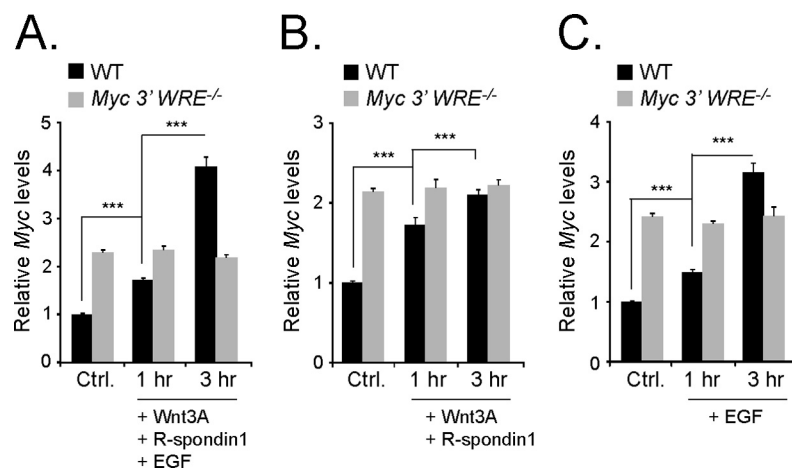 A.
WT
Myc 3' WRE-/-
Relative Myc levels
5
4
3
2
1
0
***
***
Ctrl. 1 hr 3 hr
+ Wnt3A
+ R-spondin1
+ EGF
B.
WT
Myc 3' WRE-/-
Relative Myc levels
3
2
1
0
***
***
Ctrl. 1 hr 3 hr
+ Wnt3A
+ R-spondin1
C.
WT
Myc 3' WRE-/-
Relative Myc levels
4
3
2
1
0
***
***
Ctrl. 1 hr 3 hr
+ EGF